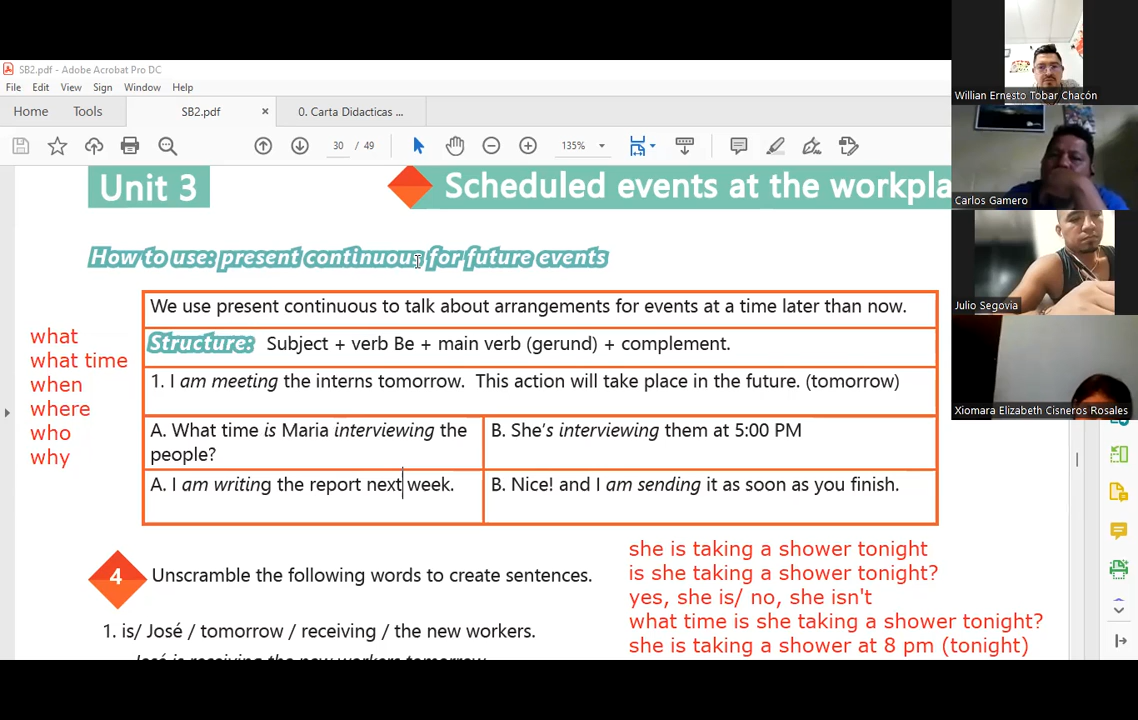 SB2.pdf - Adobe Acrobat Pro DC
File Edit View Sign Window Help
Home Tools SB2.pdf × 0. Carta Didacticas ...
30 / 49 135%
Unit 3
Scheduled events at the workpla
How to use: present continuous for future events
We use present continuous to talk about arrangements for events at a time later than now.
Structure: Subject + verb Be + main verb (gerund) + complement.
1. I am meeting the interns tomorrow. This action will take place in the future. (tomorrow)
A. What time is Maria interviewing the
people?
B. She's interviewing them at 5:00 PM
A. I am writing the report next week.
B. Nice! and I am sending it as soon as you finish.
what
what time
when
where
who
why
4 Unscramble the following words to create sentences.
1. is/ José / tomorrow / receiving / the new workers.
José is receiving the new workers tomorrow
she is taking a shower tonight
is she taking a shower tonight?
yes, she is/ no, she isn't
what time is she taking a shower tonight?
she is taking a shower at 8 pm (tonight)
Willian Ernesto Tobar Chacón
Carlos Gamero
Julio Segovia
Xiomara Elizabeth Cisneros Rosales